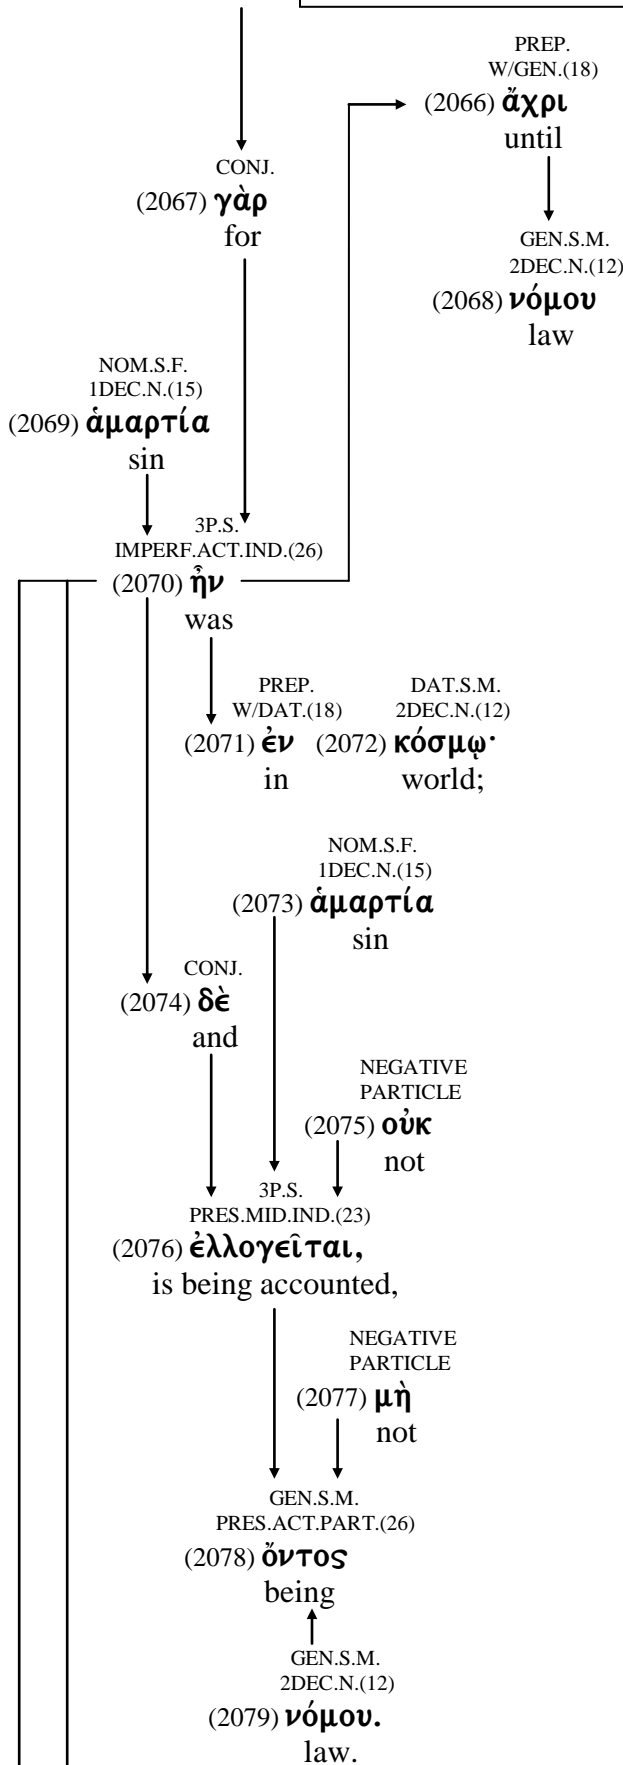 PREP.
W/GEN.(18)
(2066) ἄχρι
until
CONJ.
(2067) γὰρ
for
GEN.S.M.
2DEC.N.(12)
(2068) νόμου
law
NOM.S.F.
1DEC.N.(15)
(2069) ἁμαρτία
sin
3P.S.
IMPERF.ACT.IND.(26)
(2070) ἦν
was
PREP.
W/DAT.(18)
(2071) ἐν
in
DAT.S.M.
2DEC.N.(12)
(2072) κόσμῳ·
world;
NOM.S.F.
1DEC.N.(15)
(2073) ἁμαρτία
sin
CONJ.
(2074) δὲ
and
NEGATIVE
PARTICLE
(2075) οὐκ
not
3P.S.
PRES.MID.IND.(23)
(2076) ἐλλογεῖται,
is being accounted,
NEGATIVE
PARTICLE
(2077) μὴ
not
GEN.S.M.
PRES.ACT.PART.(26)
(2078) ὄντος
being
GEN.S.M.
2DEC.N.(12)
(2079) νόμου.
law.